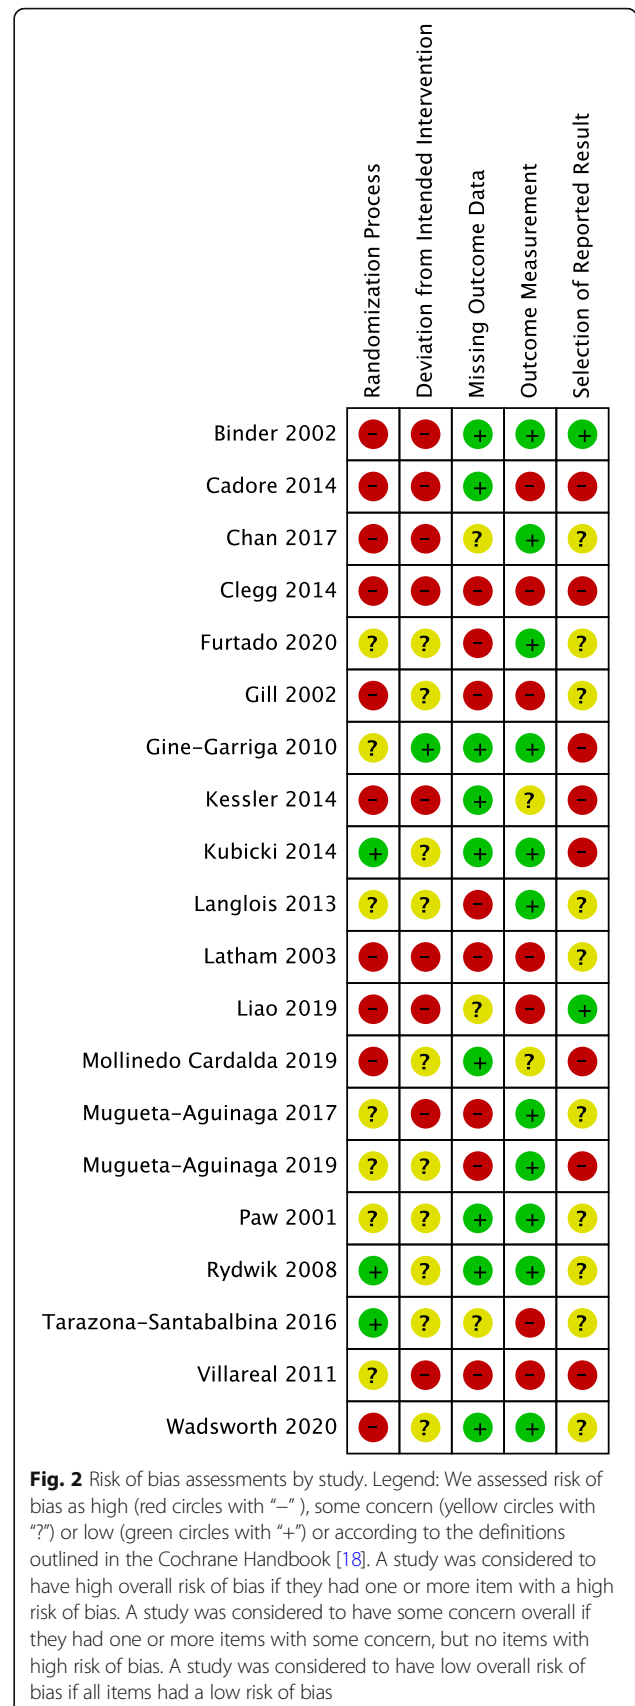 Randomization Process
Deviation from Intended Intervention
Missing Outcome Data
Outcome Measurement
Selection of Reported Result
Binder 2002 - - + + +
Cadore 2014 - - + - -
Chan 2017 - - ? + ?
Clegg 2014 - - - - -
Furtado 2020 ? ? - + ?
Gill 2002 - ? - - ?
Gine-Garriga 2010 ? + + + -
Kessler 2014 - - + ? -
Kubicki 2014 + ? + + -
Langlois 2013 ? ? - + ?
Latham 2003 - - - - ?
Liao 2019 - - ? - +
Mollinedo Cardalda 2019 - ? + ? -
Mugueta-Aguinaga 2017 ? - - + ?
Mugueta-Aguinaga 2019 ? ? - + -
Paw 2001 ? ? + + ?
Rydwik 2008 + ? + + ?
Tarazona-Santabalbina 2016 + ? ? - ?
Villareal 2011 ? - - - -
Wadsworth 2020 - ? + + ?
Fig. 2 Risk of bias assessments by study. Legend: We assessed risk of
bias as high (red circles with “−” ), some concern (yellow circles with
“?”) or low (green circles with “+”) or according to the definitions
outlined in the Cochrane Handbook [18]. A study was considered to
have high overall risk of bias if they had one or more item with a high
risk of bias. A study was considered to have some concern overall if
they had one or more items with some concern, but no items with
high risk of bias. A study was considered to have low overall risk of
bias if all items had a low risk of bias